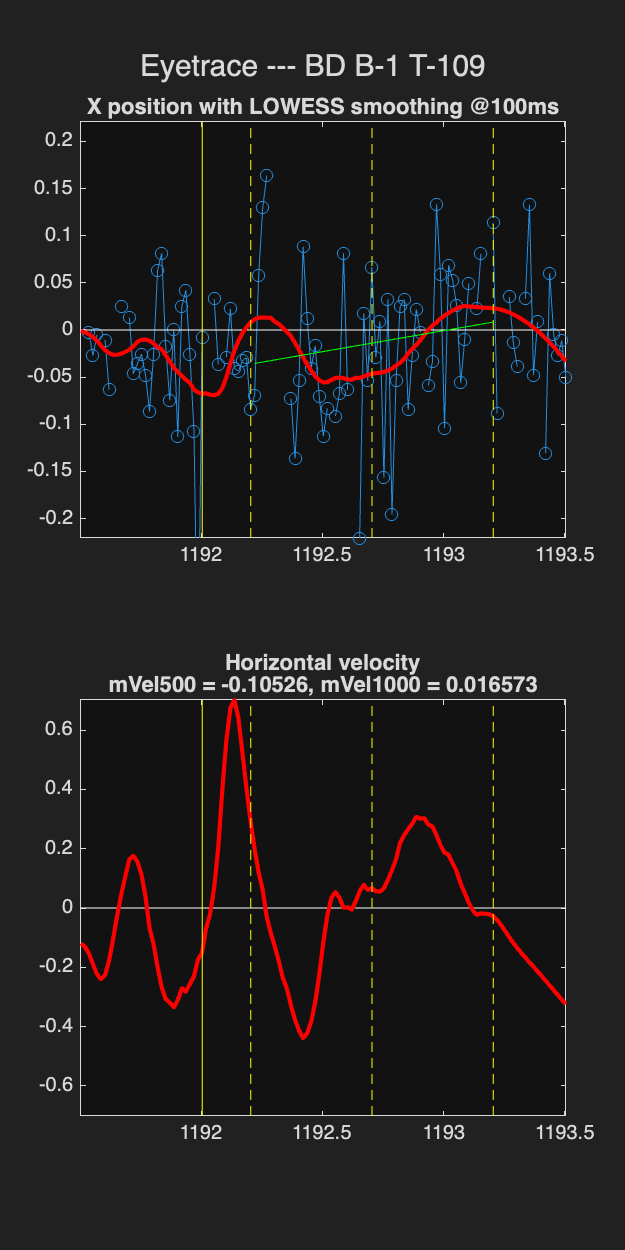 Eyetrace --- BD B-1 T-109
X position with LOWESS smoothing @100ms
0.2
0.15
0.1
0.05
0
-0.05
-0.1
-0.15
-0.2
1192 1192.5 1193 1193.5
Horizontal velocity
mVel500 = -0.10526, mVel1000 = 0.016573
0.6
0.4
0.2
0
-0.2
-0.4
-0.6
1192 1192.5 1193 1193.5